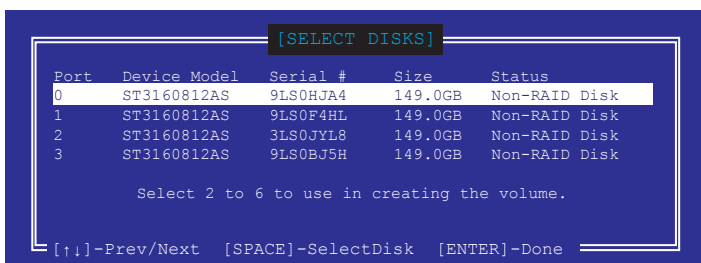 [SELECT DISKS]
Port Device Model Serial # Size Status
0 ST3160812AS 9LS0HJA4 149.0GB Non-RAID Disk
1 ST3160812AS 9LS0F4HL 149.0GB Non-RAID Disk
2 ST3160812AS 3LS0JYL8 149.0GB Non-RAID Disk
3 ST3160812AS 9LS0BJ5H 149.0GB Non-RAID Disk
Select 2 to 6 to use in creating the volume.
[↑↓]-Prev/Next [SPACE]-SelectDisk [ENTER]-Done